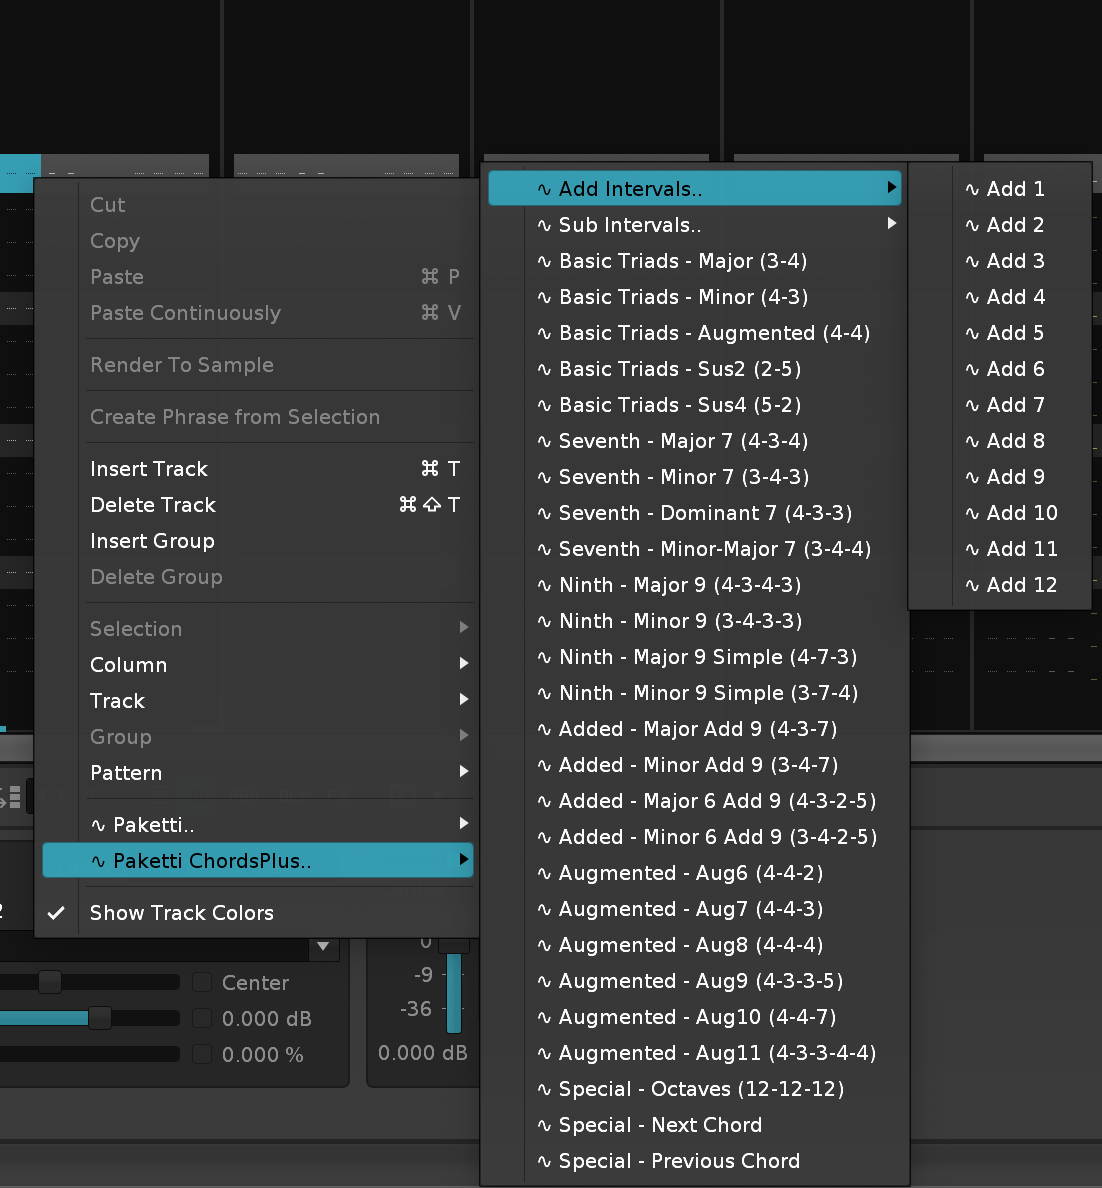 Cut
Copy
Paste ⌘ P
Paste Continuously ⌘ V
Render To Sample
Create Phrase from Selection
Insert Track ⌘ T
Delete Track ⌘⇧T
Insert Group
Delete Group
Selection
Column
Track
Group
Pattern
∿ Paketti..
∿ Paketti ChordsPlus..
Show Track Colors
∿ Add Intervals..
∿ Sub Intervals..
∿ Basic Triads - Major (3-4)
∿ Basic Triads - Minor (4-3)
∿ Basic Triads - Augmented (4-4)
∿ Basic Triads - Sus2 (2-5)
∿ Basic Triads - Sus4 (5-2)
∿ Seventh - Major 7 (4-3-4)
∿ Seventh - Minor 7 (3-4-3)
∿ Seventh - Dominant 7 (4-3-3)
∿ Seventh - Minor-Major 7 (3-4-4)
∿ Ninth - Major 9 (4-3-4-3)
∿ Ninth - Minor 9 (3-4-3-3)
∿ Ninth - Major 9 Simple (4-7-3)
∿ Ninth - Minor 9 Simple (3-7-4)
∿ Added - Major Add 9 (4-3-7)
∿ Added - Minor Add 9 (3-4-7)
∿ Added - Major 6 Add 9 (4-3-2-5)
∿ Added - Minor 6 Add 9 (3-4-2-5)
∿ Augmented - Aug6 (4-4-2)
∿ Augmented - Aug7 (4-4-3)
∿ Augmented - Aug8 (4-4-4)
∿ Augmented - Aug9 (4-3-3-5)
∿ Augmented - Aug10 (4-4-7)
∿ Augmented - Aug11 (4-3-3-4-4)
∿ Special - Octaves (12-12-12)
∿ Special - Next Chord
∿ Special - Previous Chord
∿ Add 1
∿ Add 2
∿ Add 3
∿ Add 4
∿ Add 5
∿ Add 6
∿ Add 7
∿ Add 8
∿ Add 9
∿ Add 10
∿ Add 11
∿ Add 12
Center
0.000 dB
0.000 %
0
-9
-36
0.000 dB